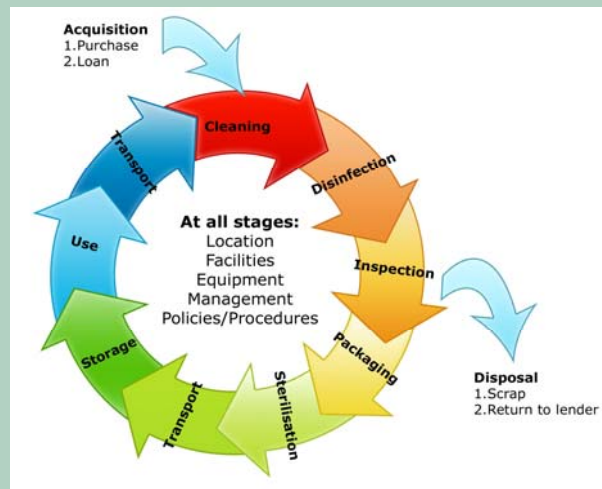 Acquisition
1.Purchase
2.Loan
Cleaning
Disinfection
Inspection
Packaging
Sterilisation
Transport
Storage
Use
Transport
At all stages:
Location
Facilities
Equipment
Management
Policies/Procedures
Disposal
1.Scrap
2.Return to lender